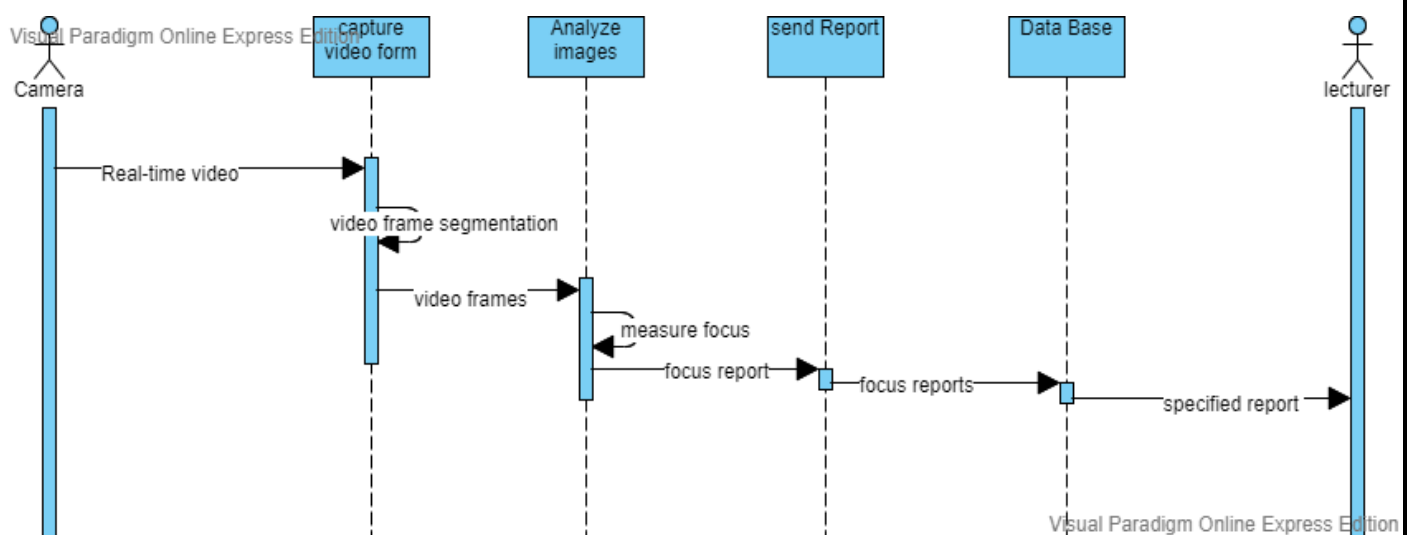 Visual Paradigm Online Express Edition
capture
video form
Analyze
images
send Report
Data Base
Camera
lecturer
Real-time video
video frame segmentation
video frames
measure focus
focus report
focus reports
specified report
Visual Paradigm Online Express Edition